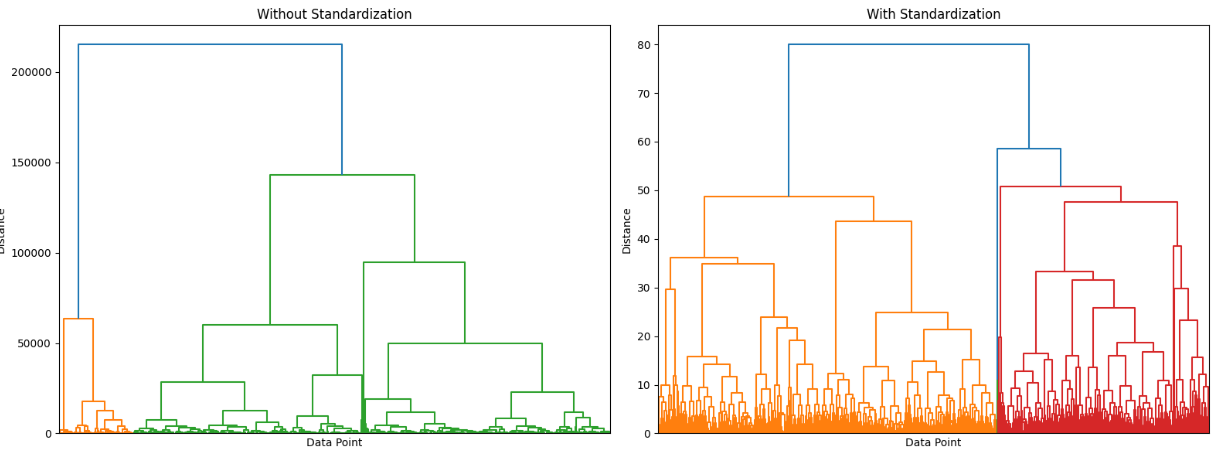 Without Standardization
200000
150000
100000
50000
0
Distance
Data Point
With Standardization
80
70
60
50
40
30
20
10
0
Distance
Data Point